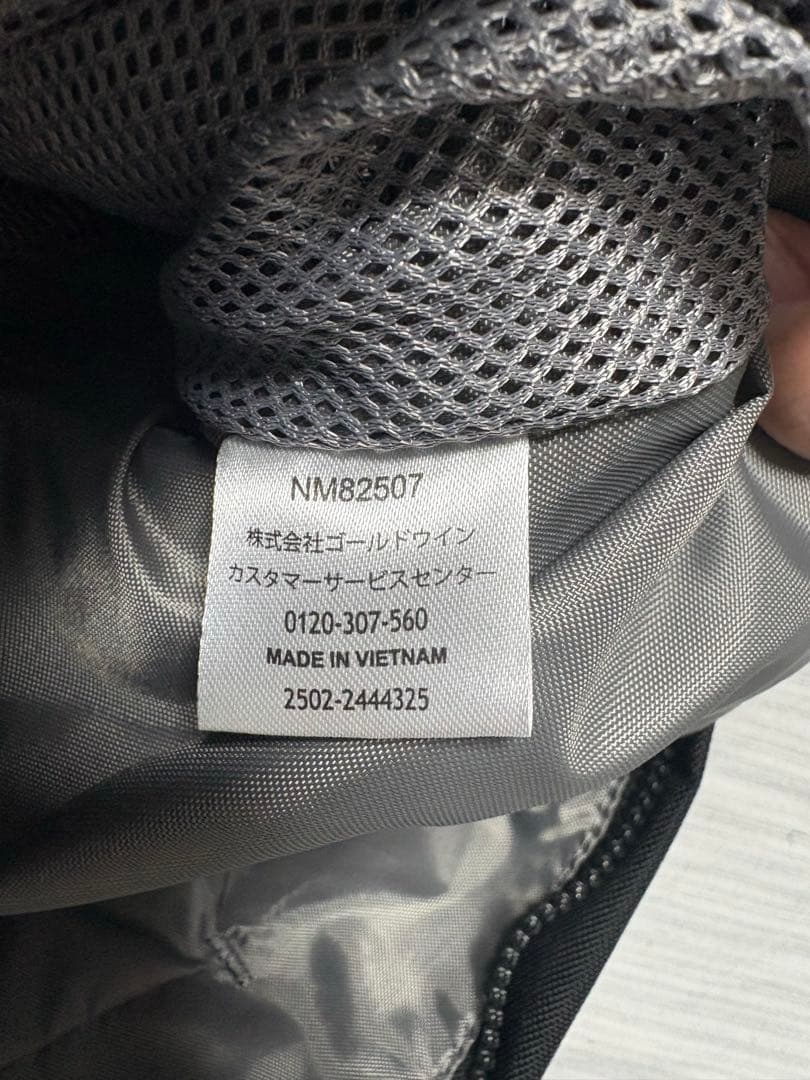 NM82507
株式会社ゴールドウイン
カスタマーサービスセンター
0120-307-560
MADE IN VIETNAM
2502-2444325